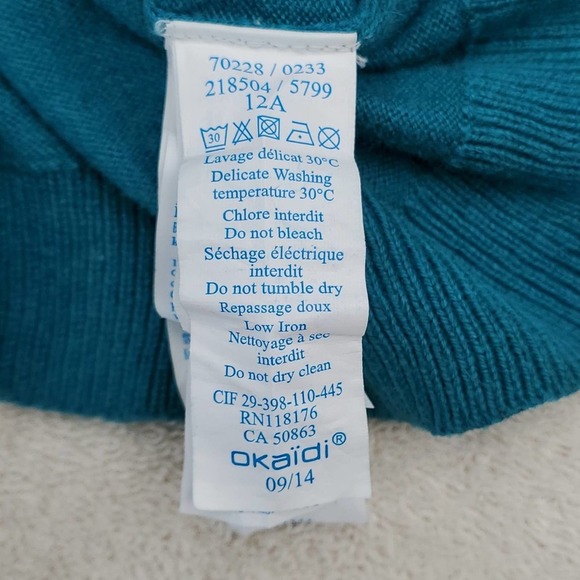 70228 / 0233
218504 / 5799
12A
30
Lavage délicat 30°C
Delicate Washing
temperature 30°C
Chlore interdit
Do not bleach
Séchage éléctrique
interdit
Do not tumble dry
Repassage doux
Low Iron
Nettoyage à sec
interdit
Do not dry clean
CIF 29-398-110-445
RN118176
CA 50863
okaïdi®
09/14